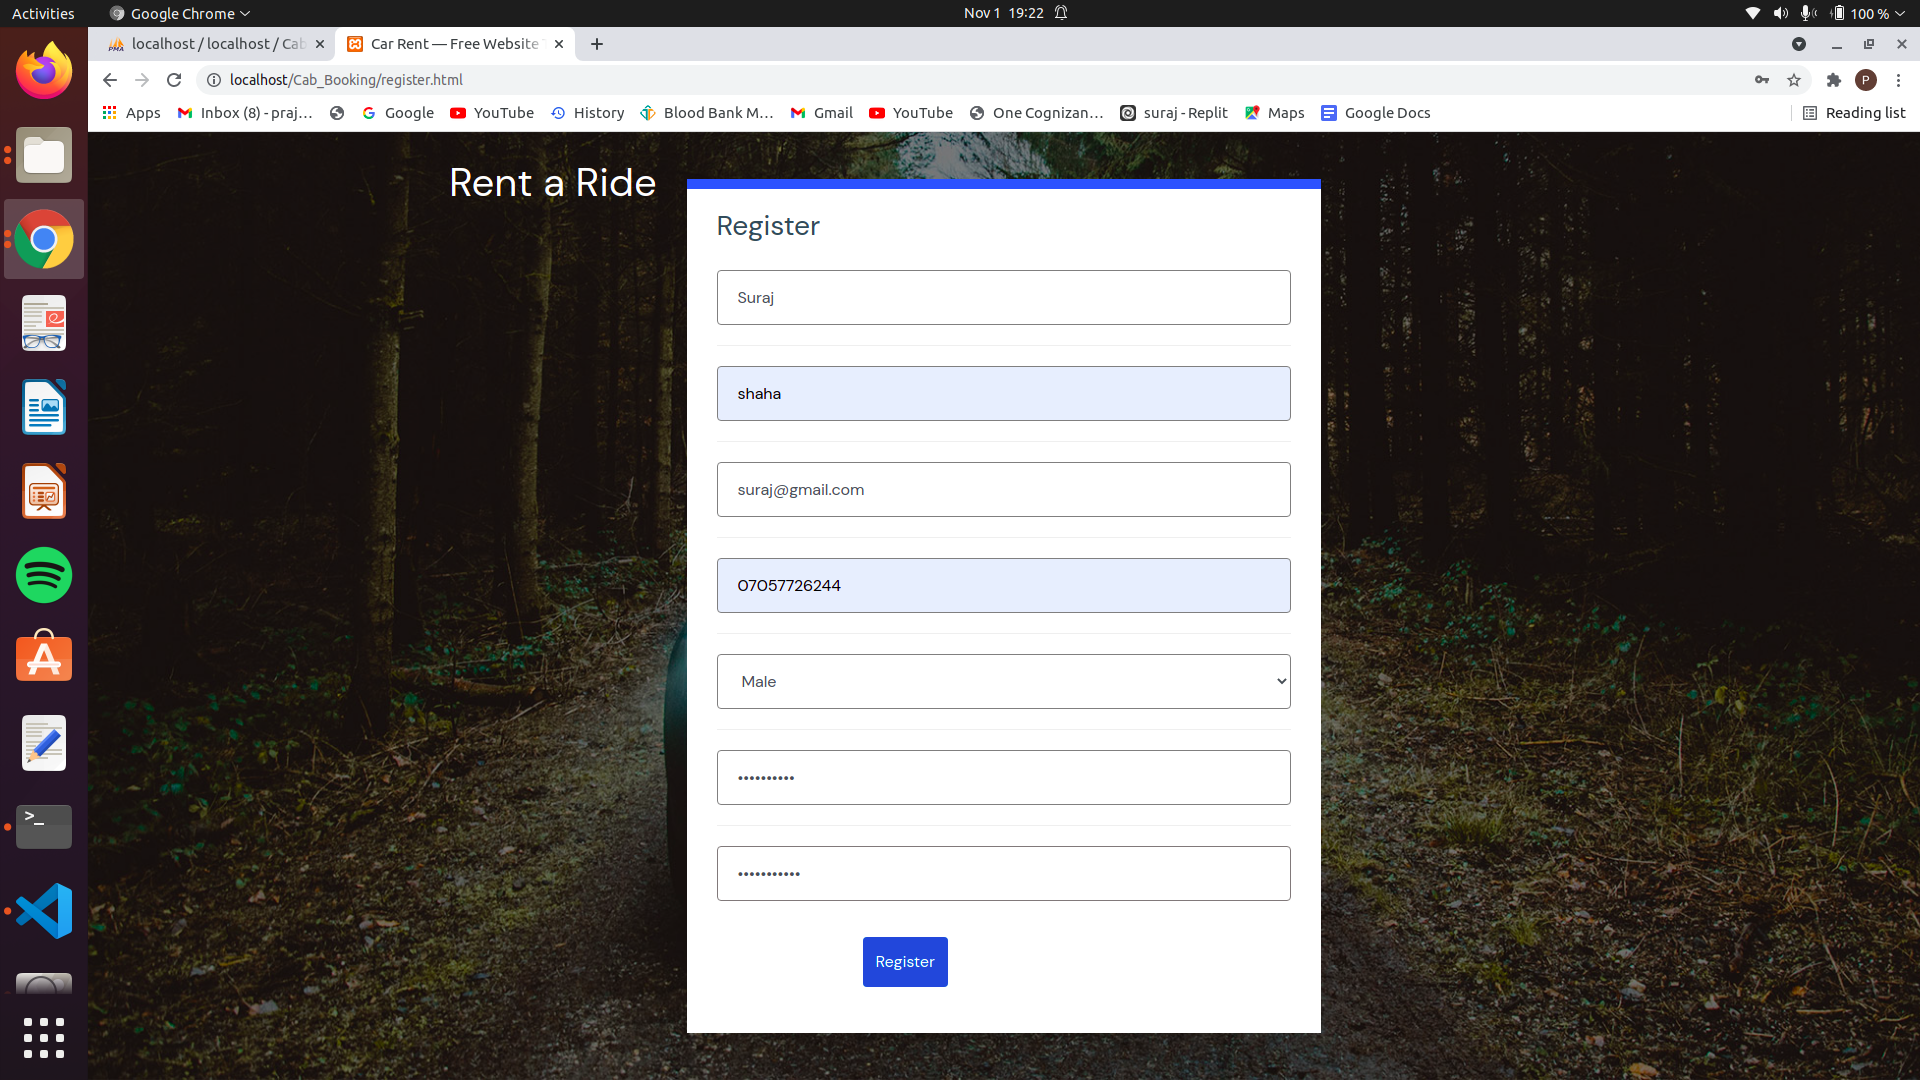 Activities
Google Chrome
Nov 1 19:22
100 %
localhost / localhost / Cab
Car Rent — Free Website
localhost/Cab_Booking/register.html
P
Apps
Inbox (8) - praj...
Google
YouTube
History
Blood Bank M...
Gmail
YouTube
One Cognizan...
suraj - Replit
Maps
Google Docs
Reading list
Rent a Ride
Register
Suraj
shaha
suraj@gmail.com
07057726244
Male
••••••••••
•••••••••••
Register